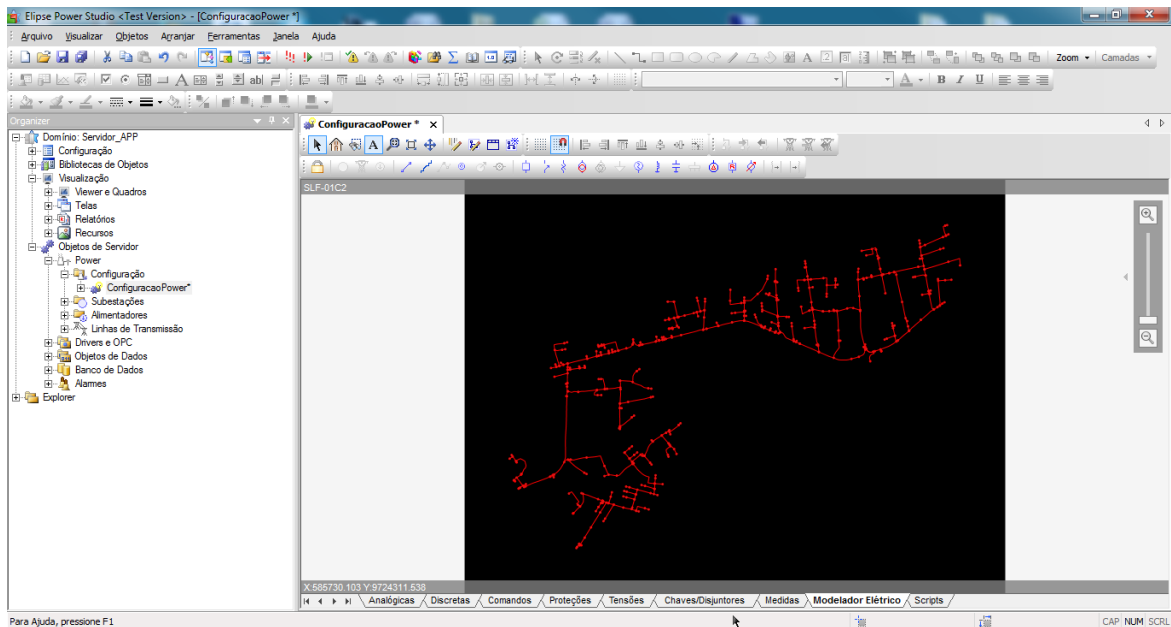 Elipse Power Studio <Test Version> - [ConfiguracaoPower *]
Arquivo Visualizar Objetos Arranjar Ferramentas Janela Ajuda
Zoom Camadas
Organizer
Domínio: Servidor_APP
Configuração
Bibliotecas de Objetos
Visualização
Viewer e Quadros
Telas
Relatórios
Recursos
Objetos de Servidor
Power
Configuração
ConfiguracaoPower*
Subestações
Alimentadores
Linhas de Transmissão
Drivers e OPC
Objetos de Dados
Banco de Dados
Alarmes
Explorer
ConfiguracaoPower * x
SLF-01C2
X:585730.103 Y:9724311.538
Analógicas Discretas Comandos Proteções Tensões Chaves/Disjuntores Medidas Modelador Elétrico Scripts
Para Ajuda, pressione F1
CAP NUM SCRL